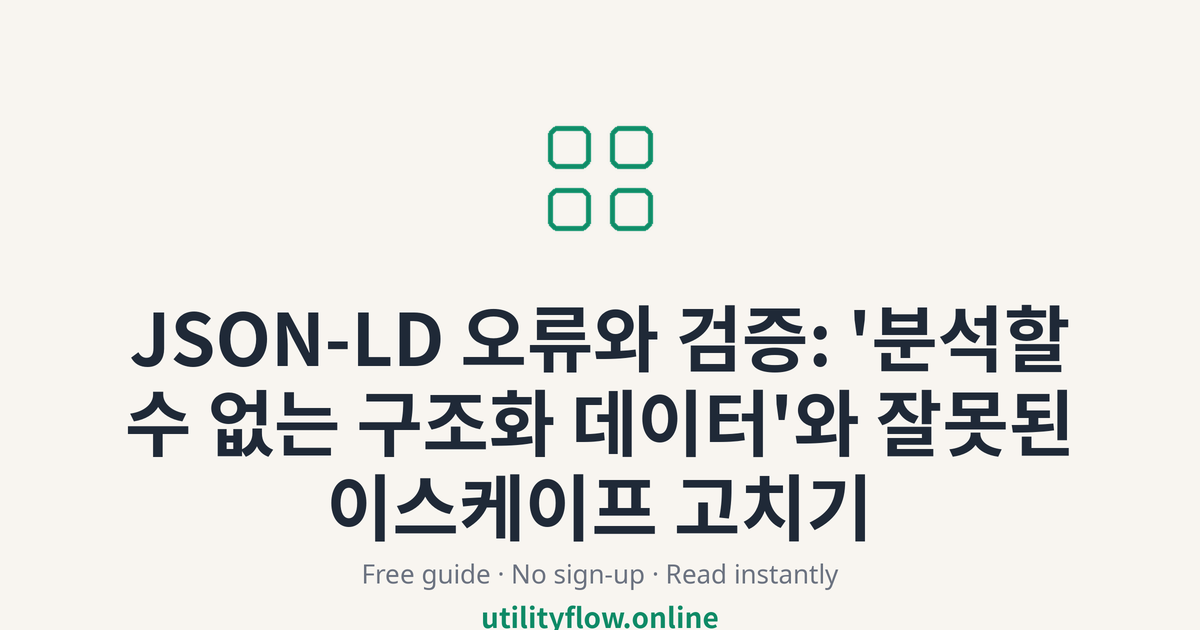 JSON-LD 오류와 검증: '분석할
수 없는 구조화 데이터'와 잘못된
이스케이프 고치기
Free guide · No sign-up · Read instantly
utilityflow.online